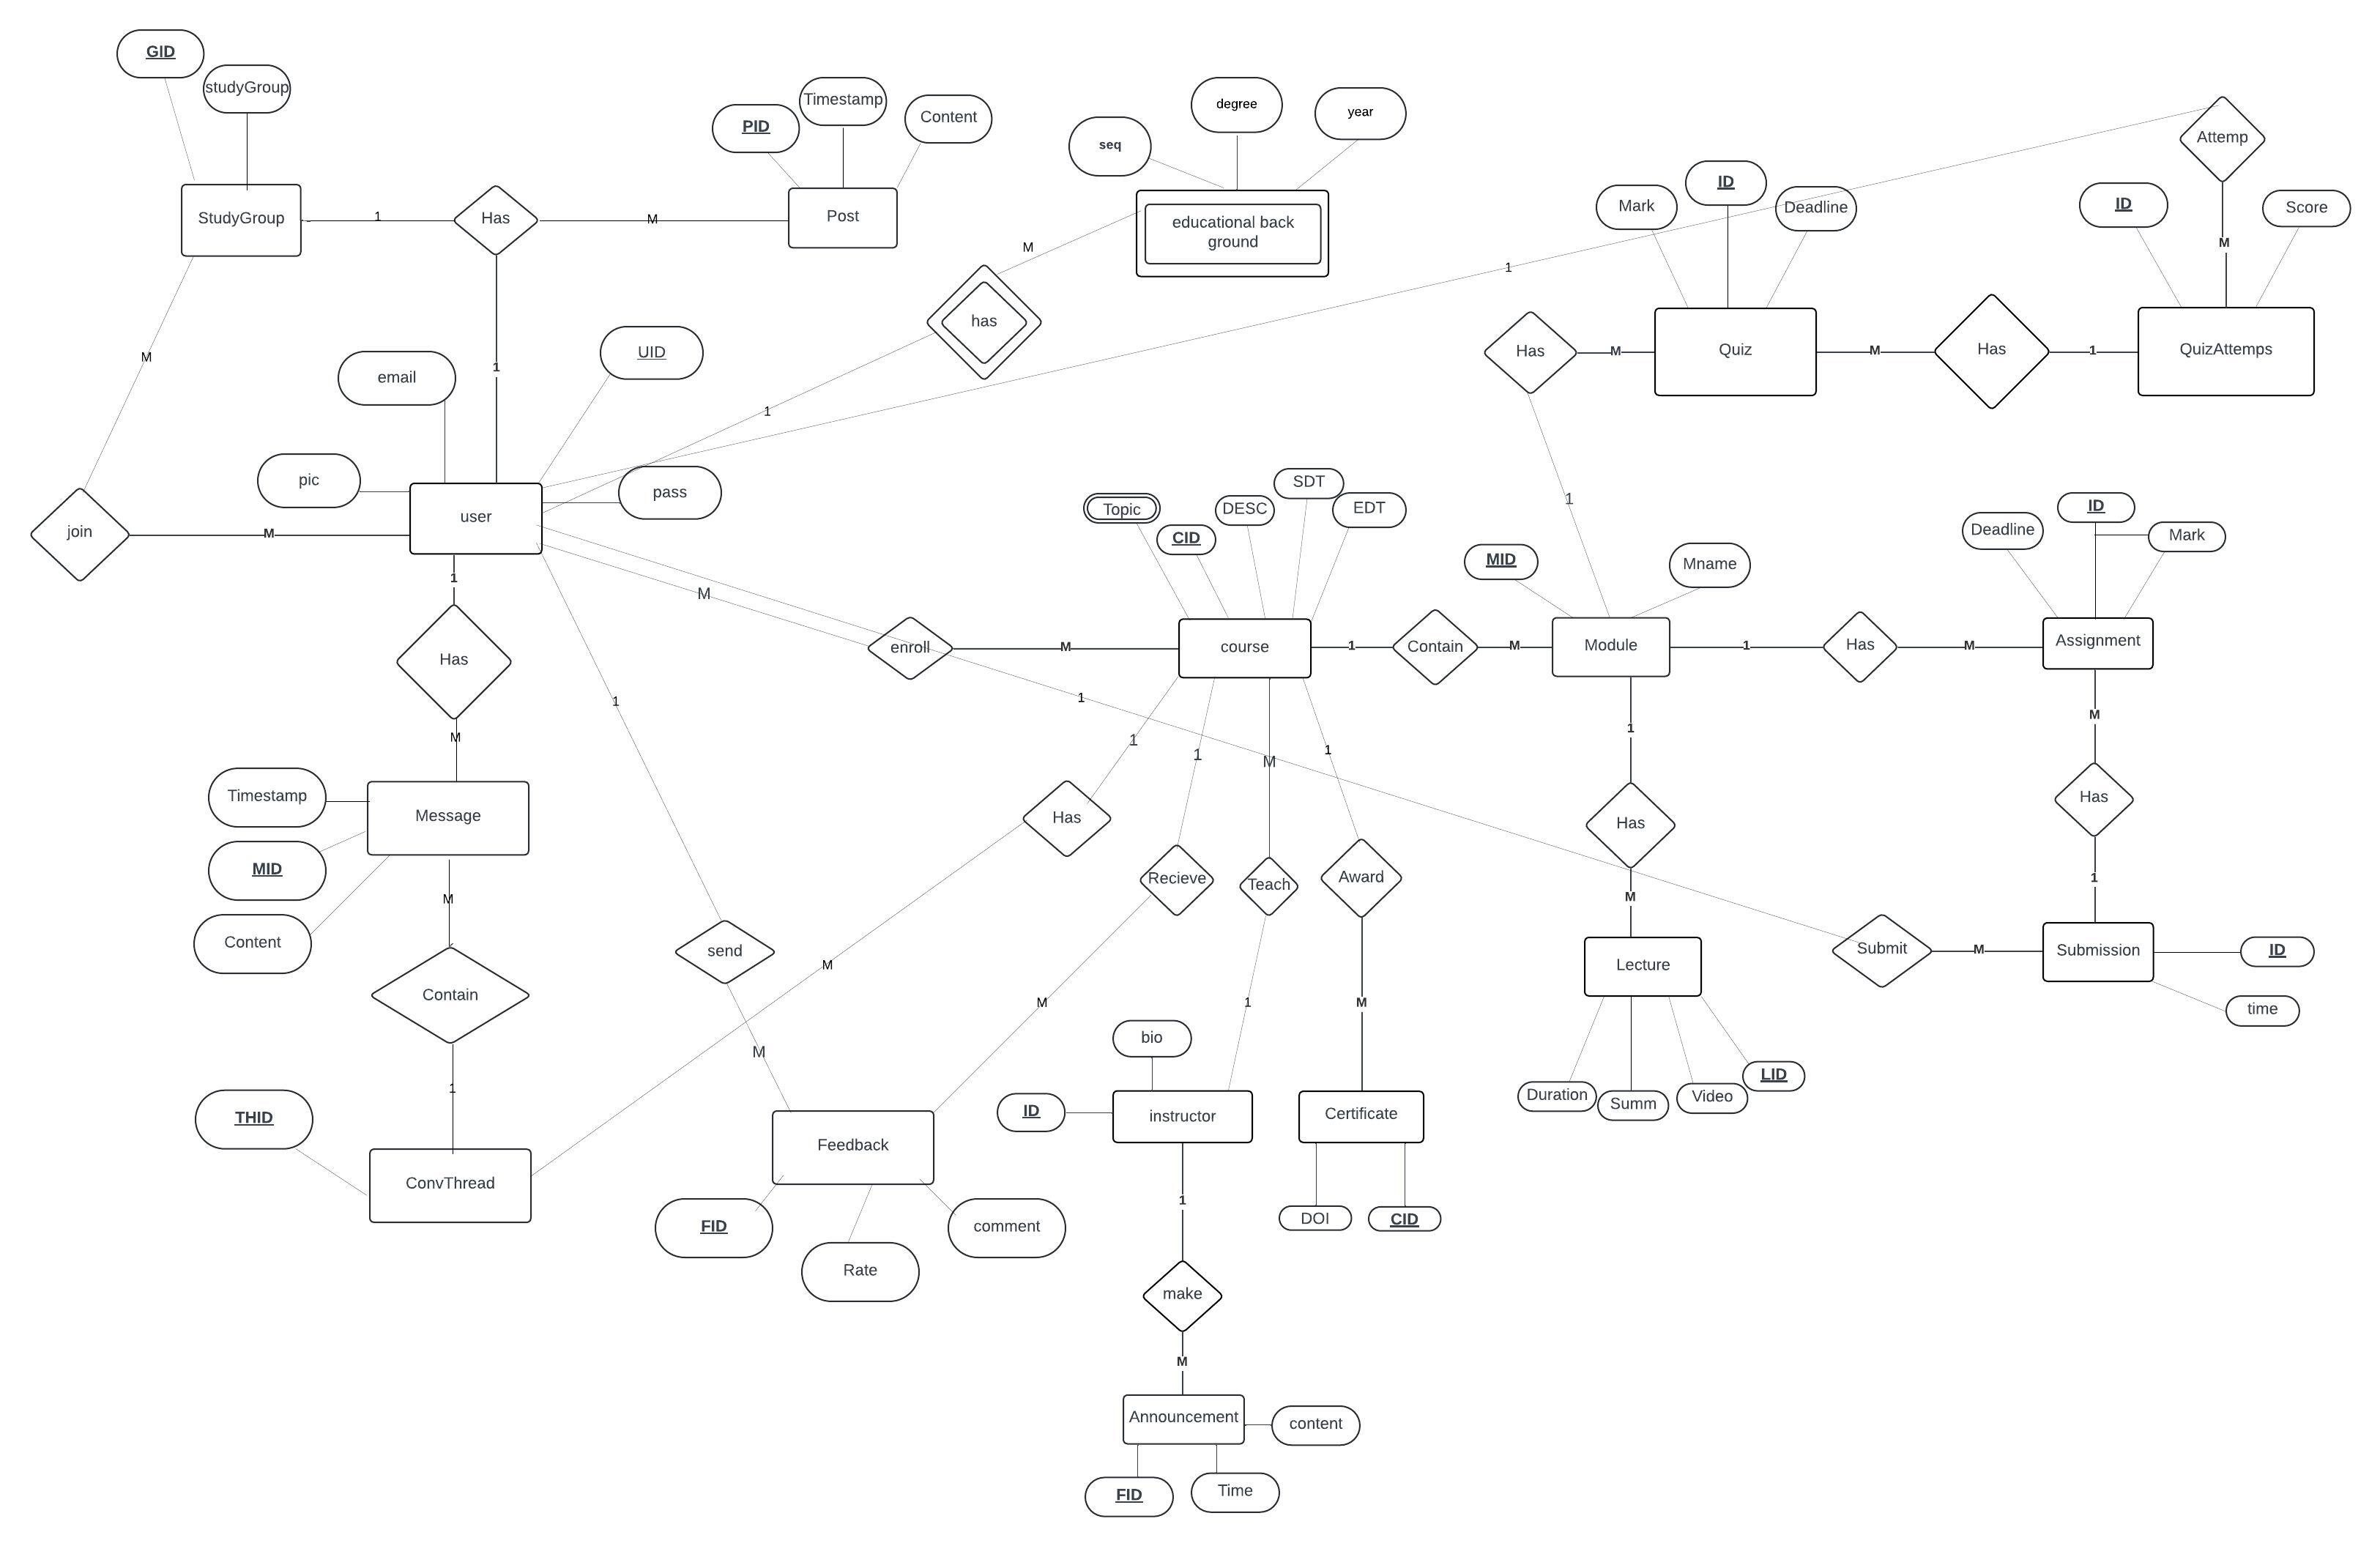 GID
studyGroup
Timestamp
PID
Content
degree
year
seq
Attemp
ID
Mark
Deadline
ID
Score
StudyGroup
1
Has
M
Post
educational back
ground
M
M
1
has
Has
M
Quiz
M
Has
1
QuizAttemps
M
1
UID
email
1
pic
pass
user
join
M
Topic
CID
DESC
SDT
EDT
1
MID
Mname
Deadline
ID
Mark
1
M
enroll
M
course
1
Contain
M
Module
1
Has
M
Assignment
Has
1
1
M
M
1
1
M
1
1
Timestamp
Message
MID
Content
Has
Recieve
Teach
Award
Has
Has
M
M
1
M
send
M
Contain
M
M
1
M
Lecture
Submit
M
Submission
ID
time
1
M
bio
ID
instructor
Certificate
Duration
Summ
Video
LID
THID
ConvThread
Feedback
FID
Rate
comment
1
DOI
CID
make
M
Announcement
content
FID
Time